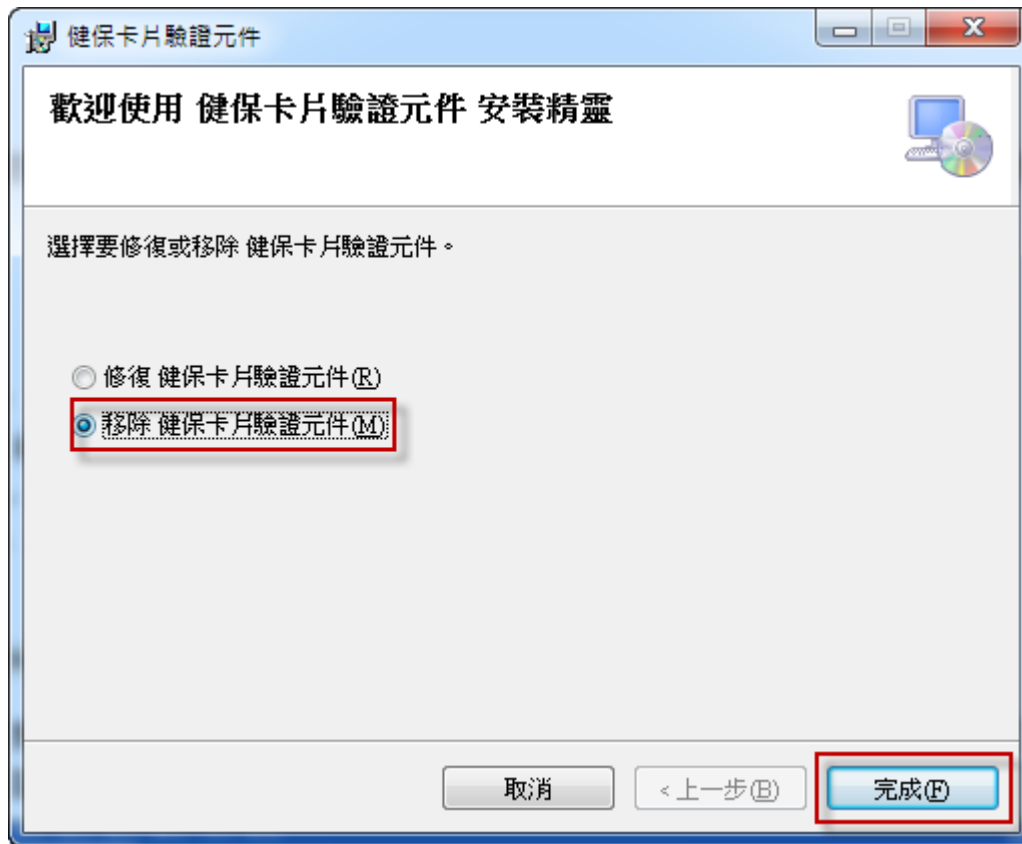 健保卡片驗證元件
歡迎使用 健保卡片驗證元件 安裝精靈
選擇要修復或移除 健保卡片驗證元件。
修復 健保卡片驗證元件(R)
移除 健保卡片驗證元件(M)
取消
<上一步(B)
完成(F)